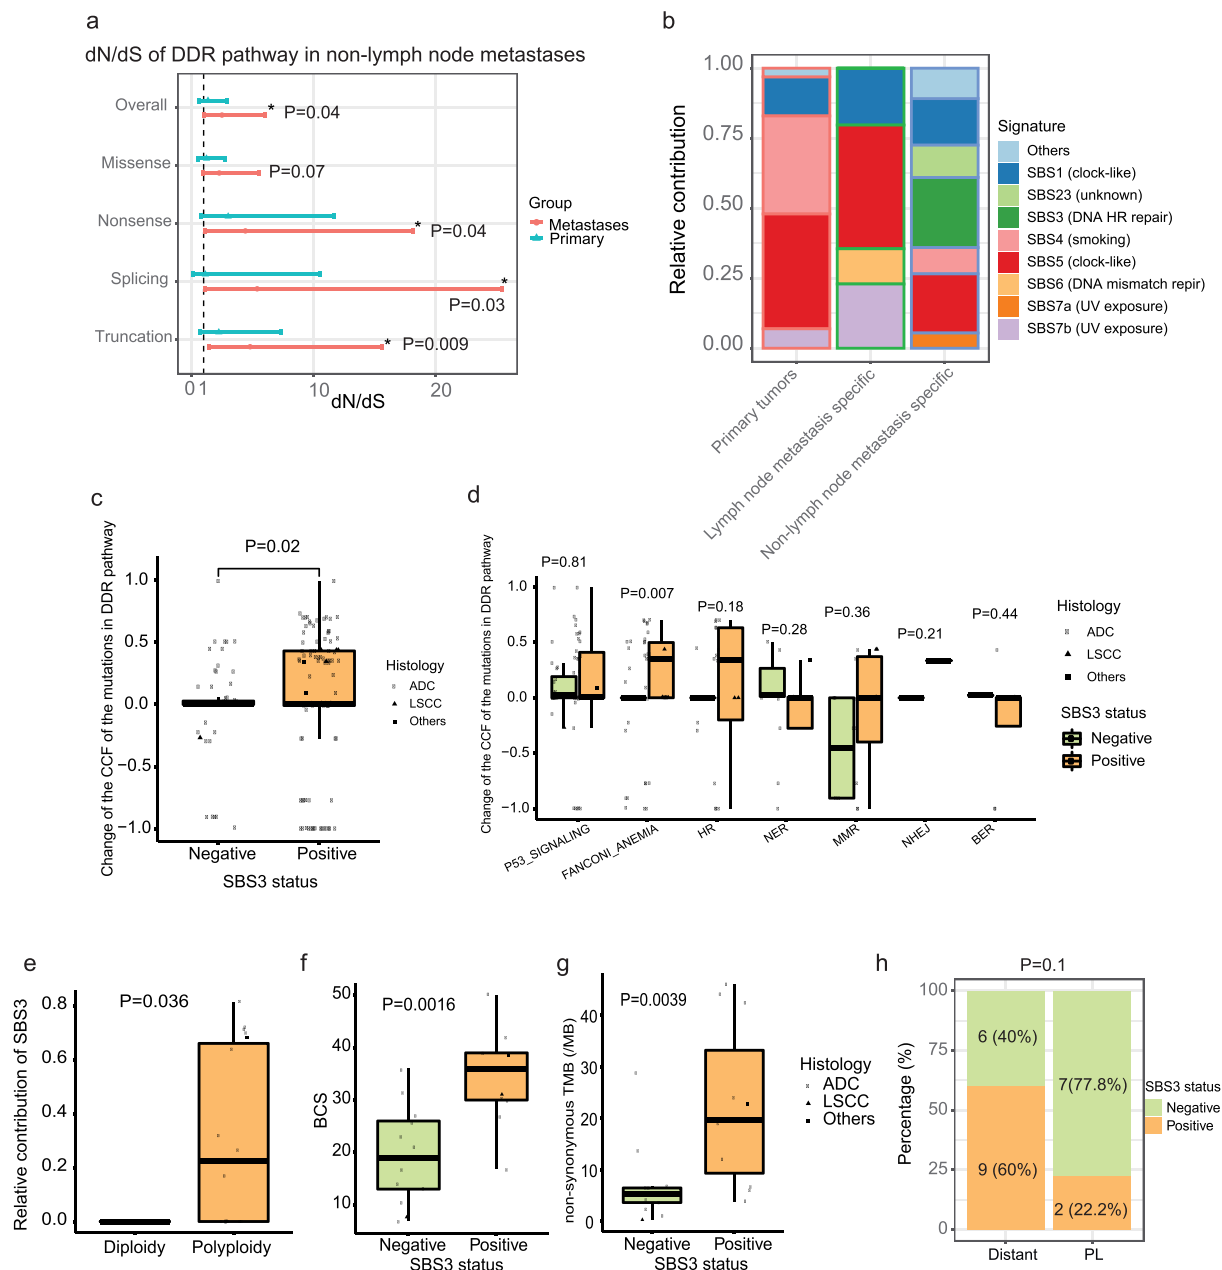 a
dN/dS of DDR pathway in non-lymph node metastases
Overall
Missense
Nonsense
Splicing
Truncation
* P=0.04
P=0.07
* P=0.04
*
P=0.03
* P=0.009
0 1 10 20
dN/dS
Group
Metastases
Primary
b
Relative contribution
1.00
0.75
0.50
0.25
0.00
Primary tumors
Lymph node metastasis specific
Non-lymph node metastasis specific
Signature
Others
SBS1 (clock-like)
SBS23 (unknown)
SBS3 (DNA HR repair)
SBS4 (smoking)
SBS5 (clock-like)
SBS6 (DNA mismatch repir)
SBS7a (UV exposure)
SBS7b (UV exposure)
c
Change of the CCF of the mutations in DDR pathway
P=0.02
1.0
0.5
0.0
−0.5
−1.0
Negative Positive
SBS3 status
Histology
ADC
LSCC
Others
d
Change of the CCF of the mutations in DDR pathway
1.0
0.5
0.0
−0.5
−1.0
P=0.81
P=0.007
P=0.18
P=0.28
P=0.36
P=0.21
P=0.44
P53_SIGNALING
FANCONI_ANEMIA
HR
NER
MMR
NHEJ
BER
Histology
ADC
LSCC
Others
SBS3 status
Negative
Positive
e
Relative contribution of SBS3
P=0.036
0.8
0.6
0.4
0.2
0.0
Diploidy Polyploidy
f
BCS
P=0.0016
50
40
30
20
10
Negative Positive
SBS3 status
g
non-synonymous TMB (/MB)
P=0.0039
40
30
20
10
0
Negative Positive
SBS3 status
Histology
ADC
LSCC
Others
h
P=0.1
Percentage (%)
100
75
50
25
0
6 (40%)
9 (60%)
7(77.8%)
2 (22.2%)
Distant PL
SBS3 status
Negative
Positive